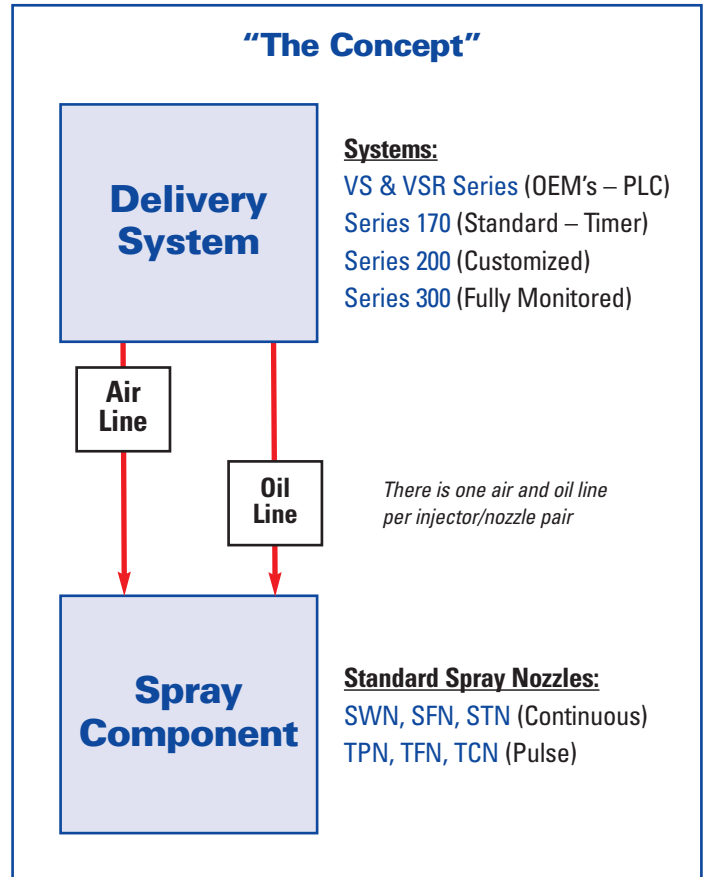 “The Concept”
Delivery
System
Systems:
VS & VSR Series (OEM's – PLC)
Series 170 (Standard – Timer)
Series 200 (Customized)
Series 300 (Fully Monitored)
Air
Line
Oil
Line
There is one air and oil line
per injector/nozzle pair
Spray
Component
Standard Spray Nozzles:
SWN, SFN, STN (Continuous)
TPN, TFN, TCN (Pulse)